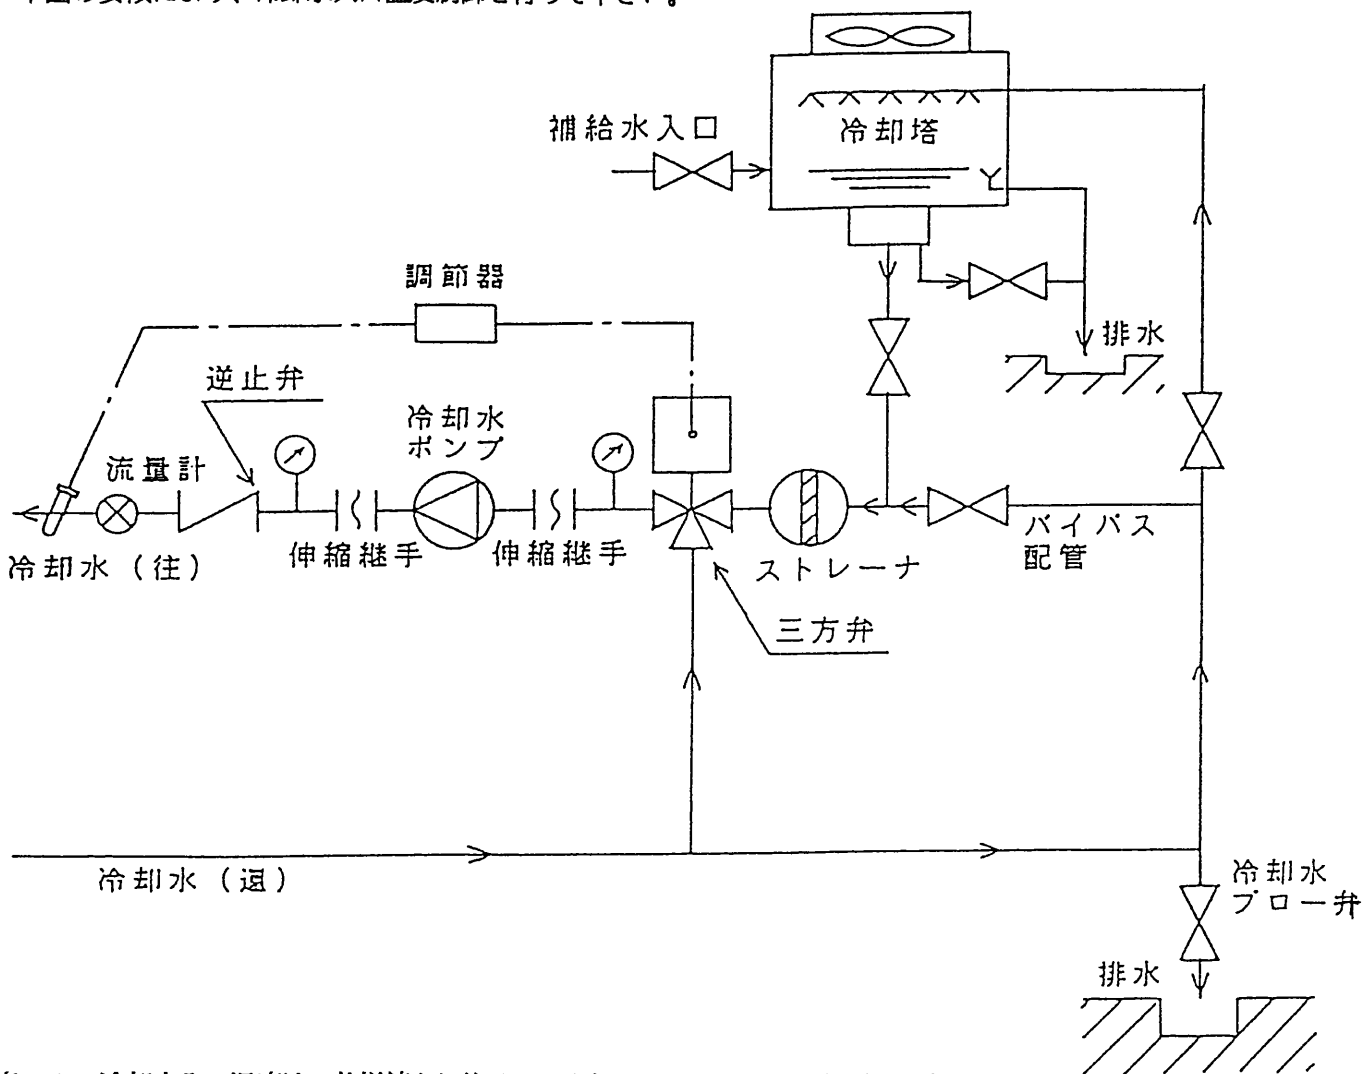 補給水入口
冷却塔
調節器
排水
逆止弁
冷却水
ポンプ
流量計
バイパス
配管
冷却水(往)
伸縮継手
伸縮継手
ストレーナ
三方弁
冷却水(還)
冷却水
ブロー弁
排水